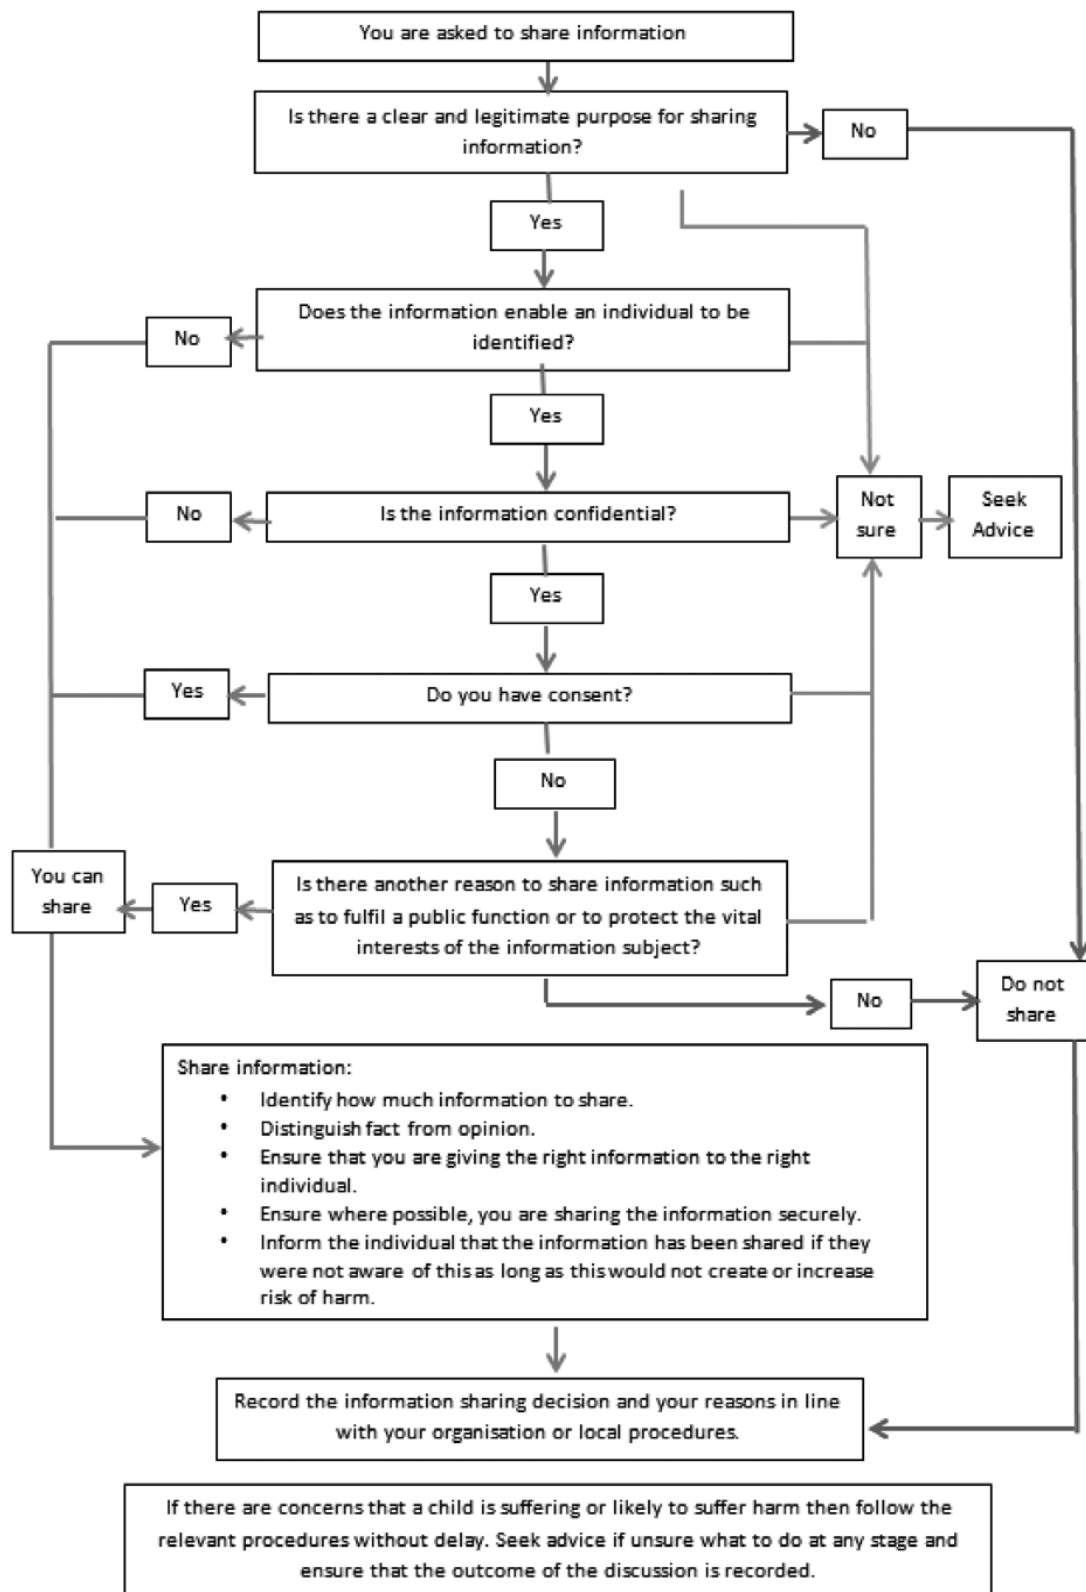 You are asked to share information
Is there a clear and legitimate purpose for sharing
information?
No
Yes
Does the information enable an individual to be
identified?
No
Yes
Is the information confidential?
No
Not
sure
Seek
Advice
Yes
Do you have consent?
Yes
No
Is there another reason to share information such
as to fulfil a public function or to protect the vital
interests of the information subject?
Yes
You can
share
No
Do not
share
Share information:
• Identify how much information to share.
• Distinguish fact from opinion.
• Ensure that you are giving the right information to the right
individual.
• Ensure where possible, you are sharing the information securely.
• Inform the individual that the information has been shared if they
were not aware of this as long as this would not create or increase
risk of harm.
Record the information sharing decision and your reasons in line
with your organisation or local procedures.
If there are concerns that a child is suffering or likely to suffer harm then follow the
relevant procedures without delay. Seek advice if unsure what to do at any stage and
ensure that the outcome of the discussion is recorded.